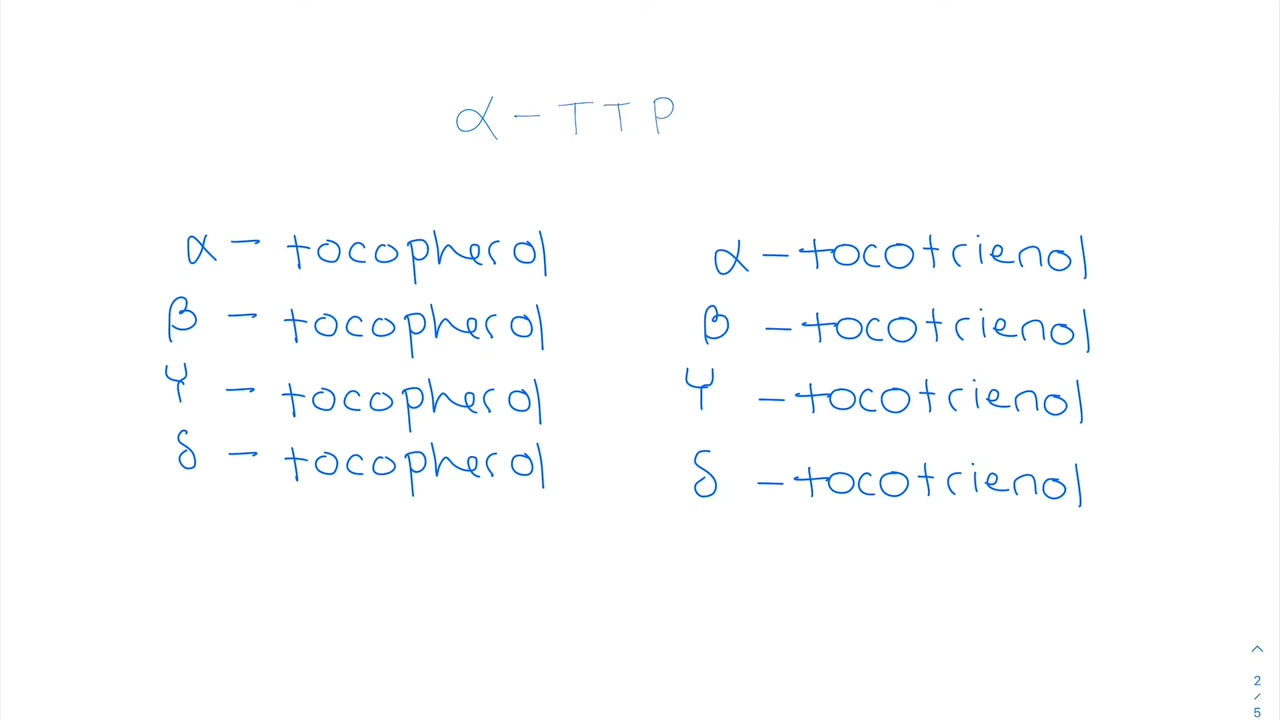 α - TTP
α - tocopherol
β - tocopherol
γ - tocopherol
δ - tocopherol
α - tocotrienol
β - tocotrienol
γ - tocotrienol
δ - tocotrienol
2
/
5